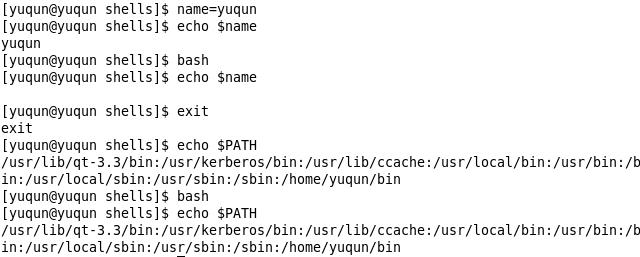 [yuqun@yuqun shells]$ name=yuqun
[yuqun@yuqun shells]$ echo $name
yuqun
[yuqun@yuqun shells]$ bash
[yuqun@yuqun shells]$ echo $name

[yuqun@yuqun shells]$ exit
exit
[yuqun@yuqun shells]$ echo $PATH
/usr/lib/qt-3.3/bin:/usr/kerberos/bin:/usr/lib/ccache:/usr/local/bin:/usr/bin:/b
in:/usr/local/sbin:/usr/sbin:/sbin:/home/yuqun/bin
[yuqun@yuqun shells]$ bash
[yuqun@yuqun shells]$ echo $PATH
/usr/lib/qt-3.3/bin:/usr/kerberos/bin:/usr/lib/ccache:/usr/local/bin:/usr/bin:/b
in:/usr/local/sbin:/usr/sbin:/sbin:/home/yuqun/bin